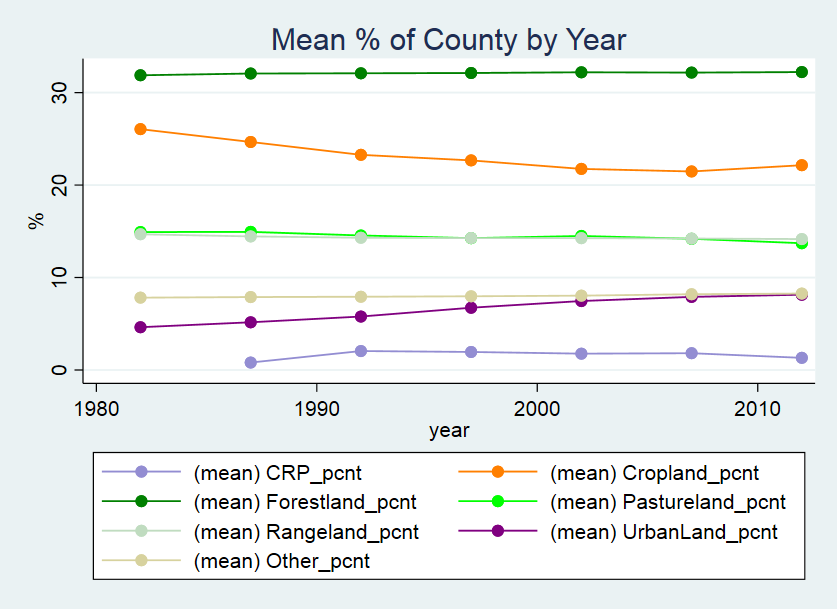 Mean % of County by Year
30
20
10
0
%
1980 1990 2000 2010
year
(mean) CRP_pcnt (mean) Cropland_pcnt
(mean) Forestland_pcnt (mean) Pastureland_pcnt
(mean) Rangeland_pcnt (mean) UrbanLand_pcnt
(mean) Other_pcnt